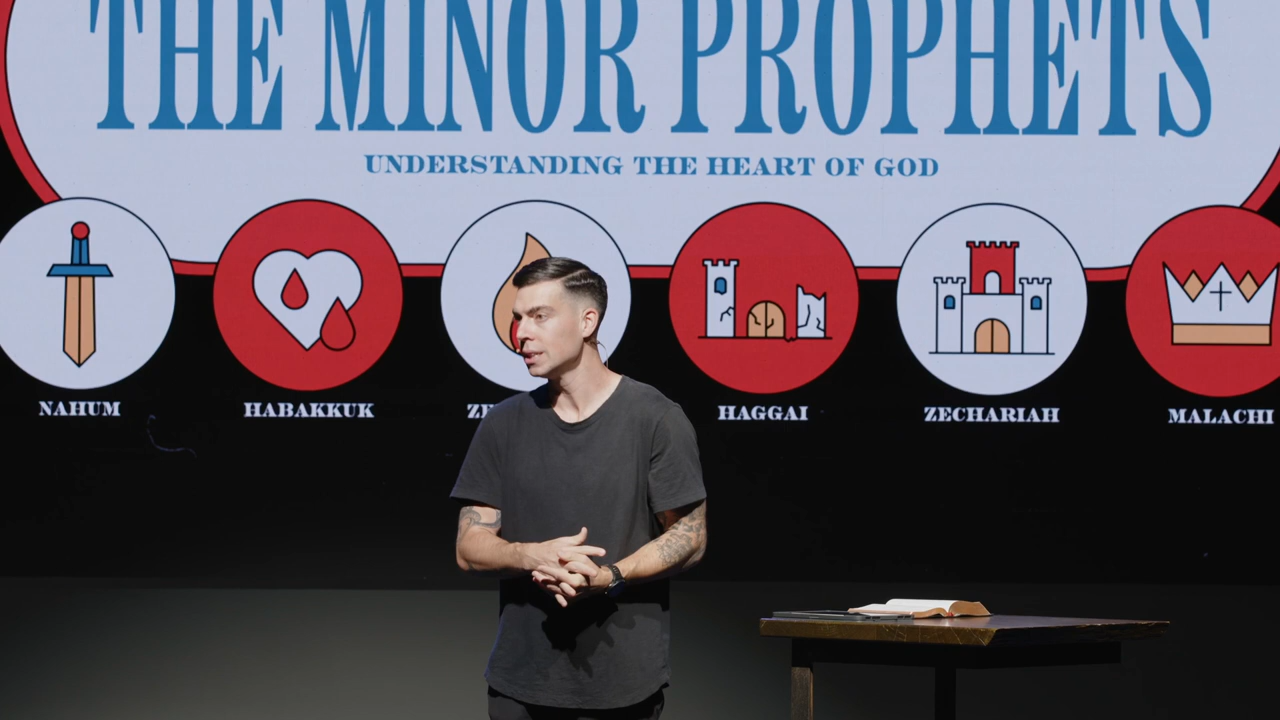 THE MINOR PROPHETS
UNDERSTANDING THE HEART OF GOD
NAHUM
HABAKKUK
HAGGAI
ZECHARIAH
MALACHI